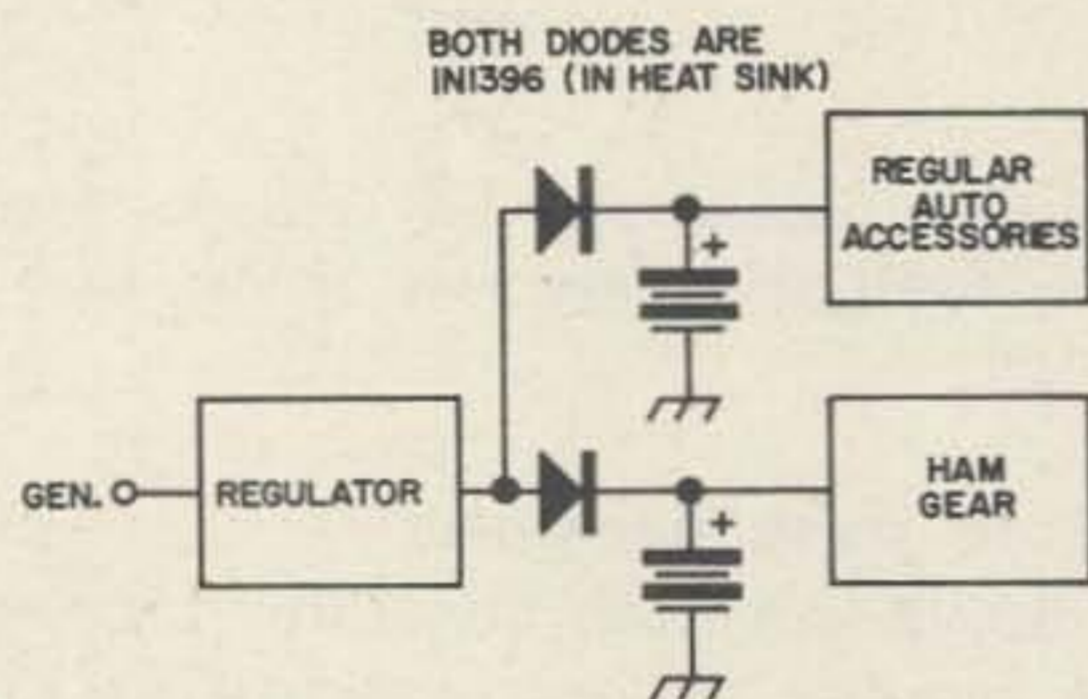 BOTH DIODES ARE
IN1396 (IN HEAT SINK)
REGULAR
AUTO
ACCESSORIES
+
GEN.
REGULATOR
HAM
GEAR
+